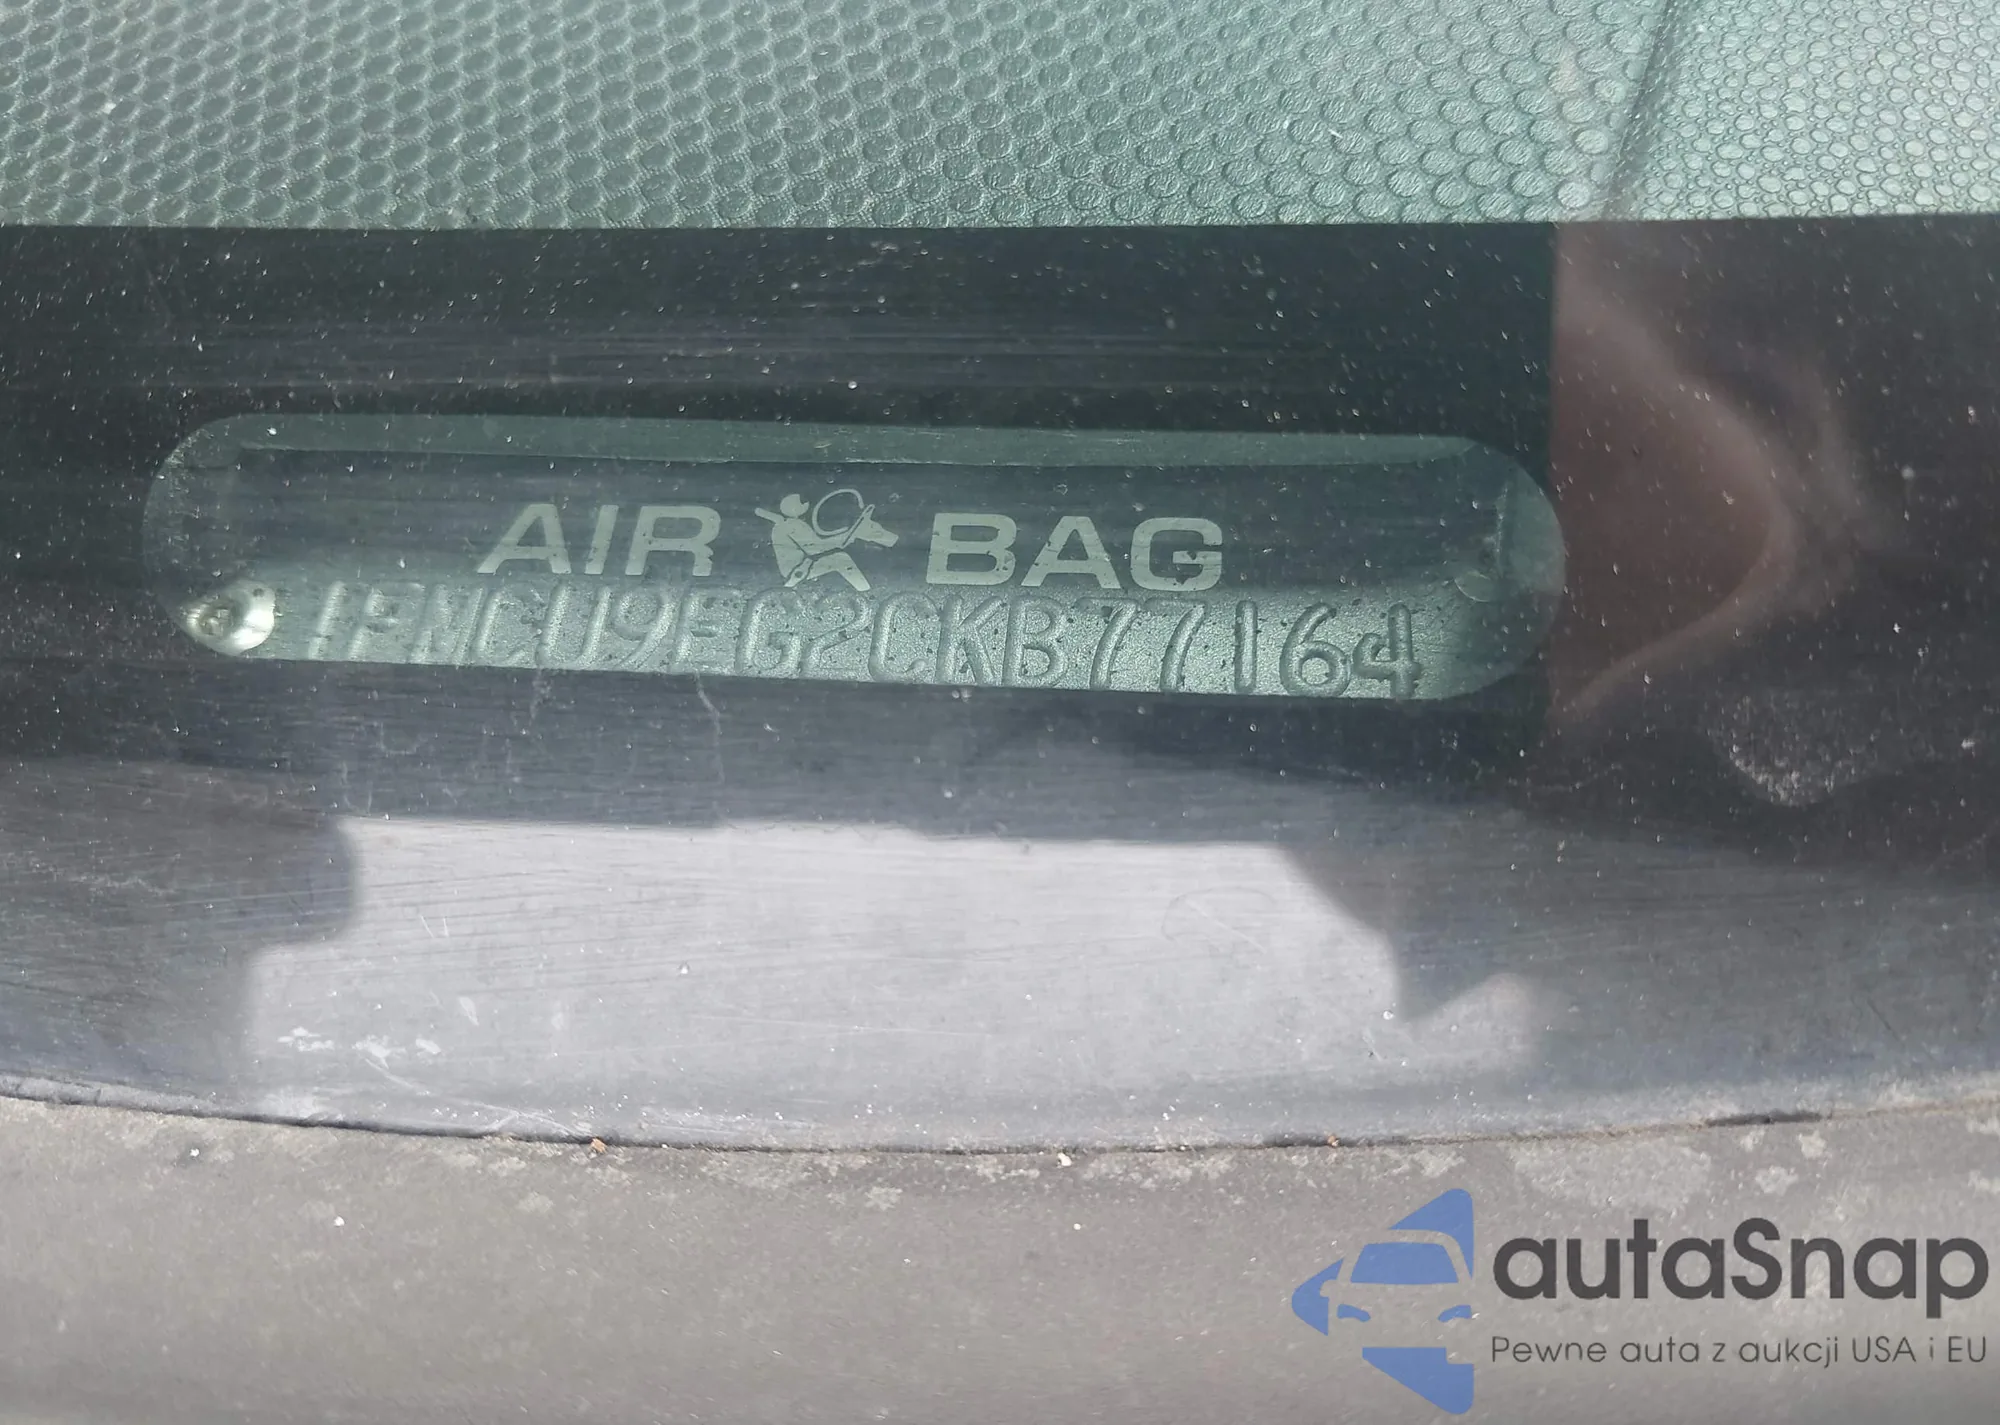 AIR BAG
1FMCU9EG2CKB77164
autaSnap
Pewne auta z aukcji USA i EU